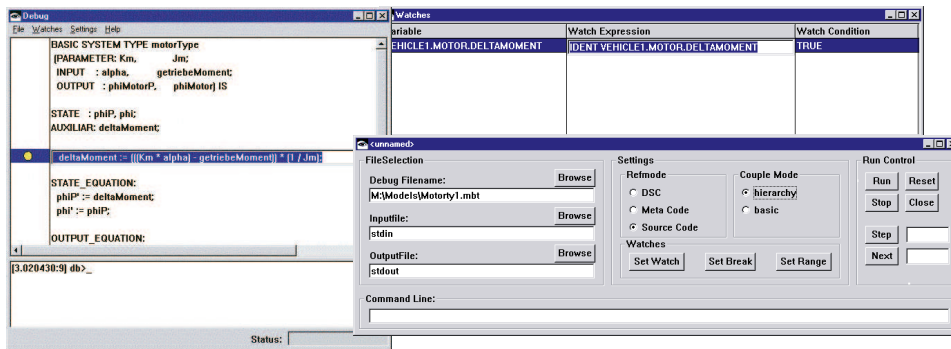 Debug
File Watches Settings Help
BASIC SYSTEM TYPE motorType
(PARAMETER: Km, Jm;
INPUT : alpha, getriebeMoment;
OUTPUT : phiMotorP, phiMotor) IS
STATE : phiP, phi;
AUXILIAR: deltaMoment;
deltaMoment := (((Km * alpha) - getriebeMoment)) * (1 / Jm);
STATE_EQUATION:
phiP' := deltaMoment;
phi' := phiP;
OUTPUT_EQUATION:
[3.020430:9] db>_
Status:
Watches
ariable Watch Expression Watch Condition
EHICLE1.MOTOR.DELTAMOMENT IDENT VEHICLE1.MOTOR.DELTAMOMENT TRUE
<unnamed>
FileSelection
Debug Filename: Browse
M:\Models\Motorty1.mbt
Inputfile: Browse
stdin
OutputFile: Browse
stdout
Settings
Refmode
DSC
Meta Code
Source Code
Couple Mode
hierarchy
basic
Watches
Set Watch Set Break Set Range
Run Control
Run Reset
Stop Close
Step
Next
Command Line: